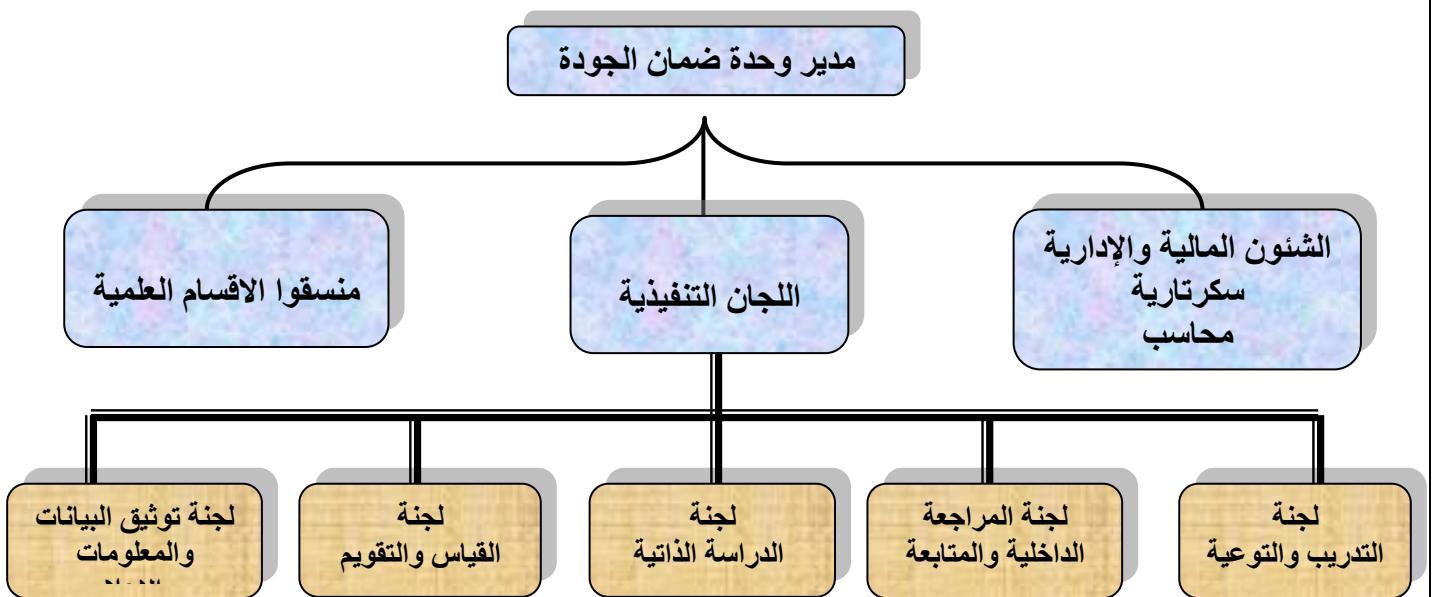 مدير وحدة ضمان الجودة
الشئون المالية والإدارية
سكرتارية
محاسب
اللجان التنفيذية
منسقوا الاقسام العلمية
لجنة
التدريب والتوعية
لجنة المراجعة
الداخلية والمتابعة
لجنة
الدراسة الذاتية
لجنة
القياس والتقويم
لجنة توثيق البيانات
والمعلومات